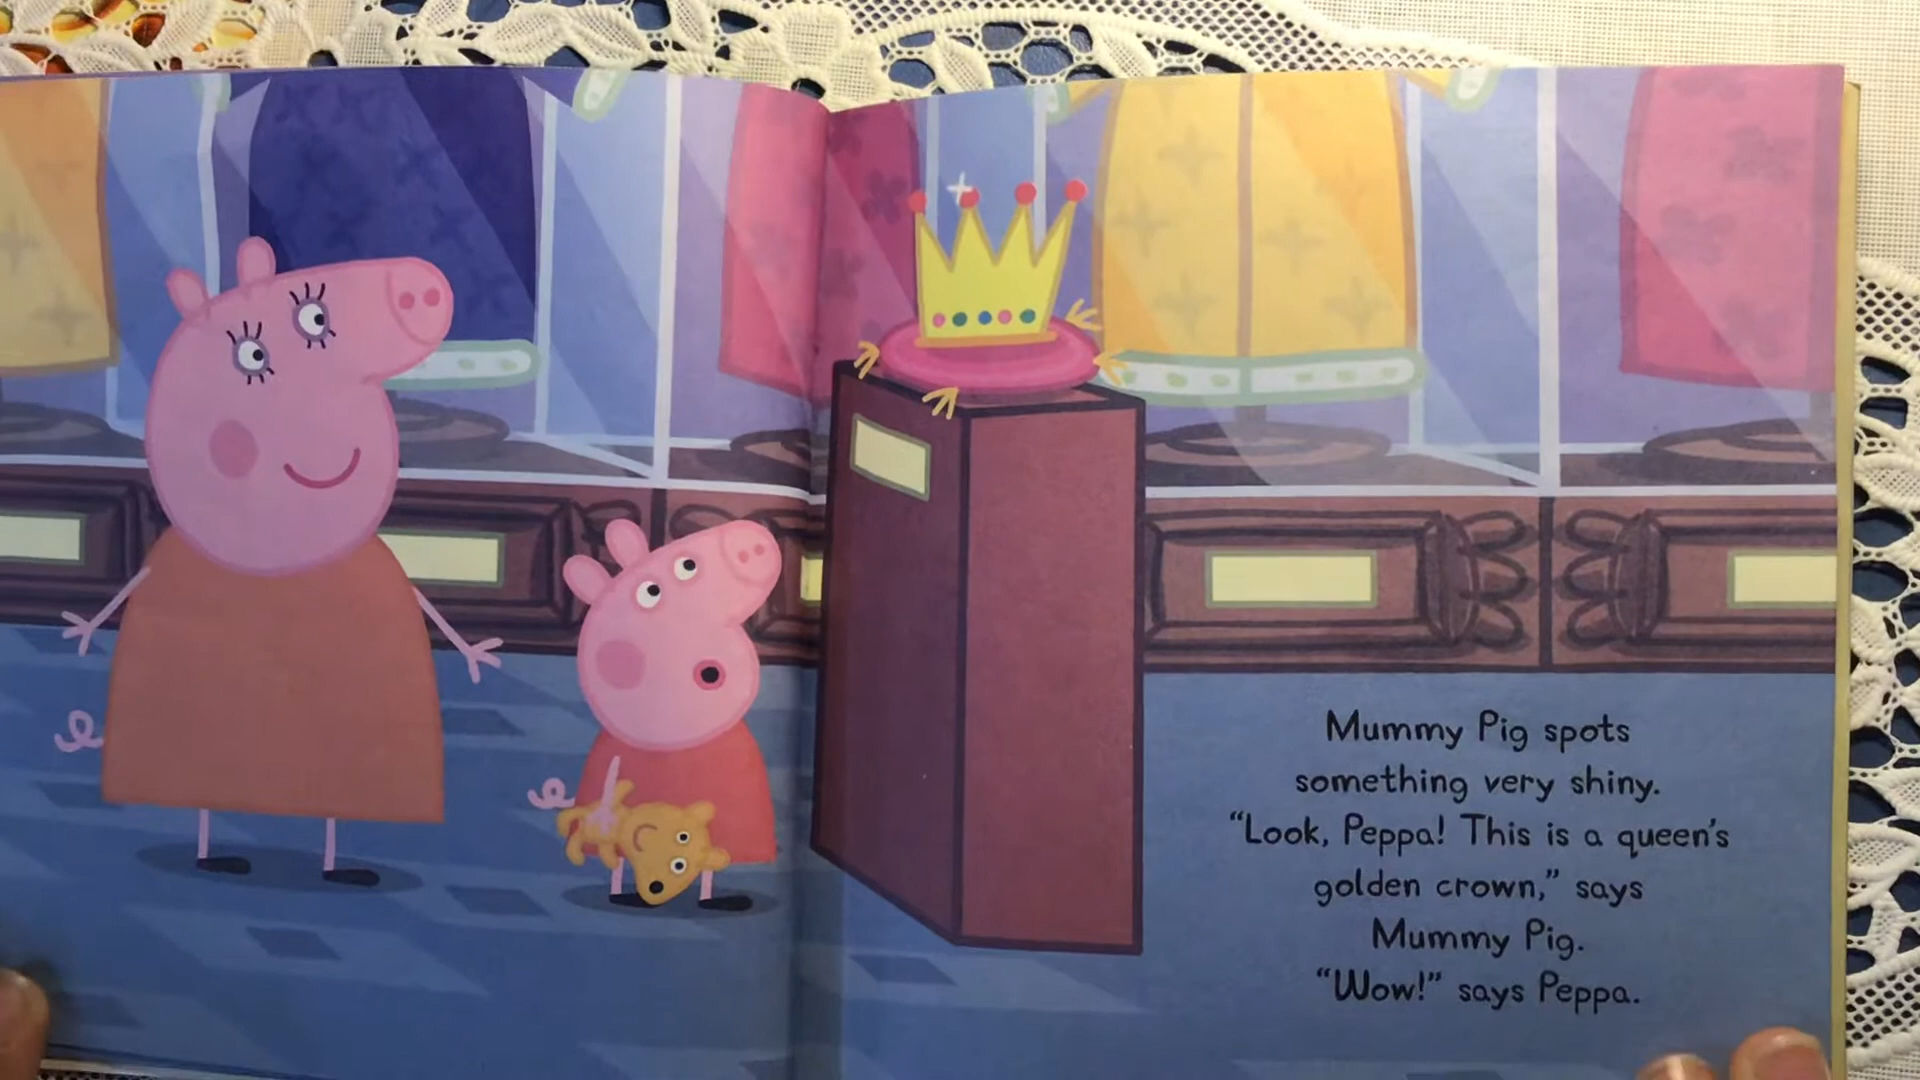 Mummy Pig spots
something very shiny.
“Look, Peppa! This is a queen’s
golden crown,” says
Mummy Pig.
“Wow!” says Peppa.